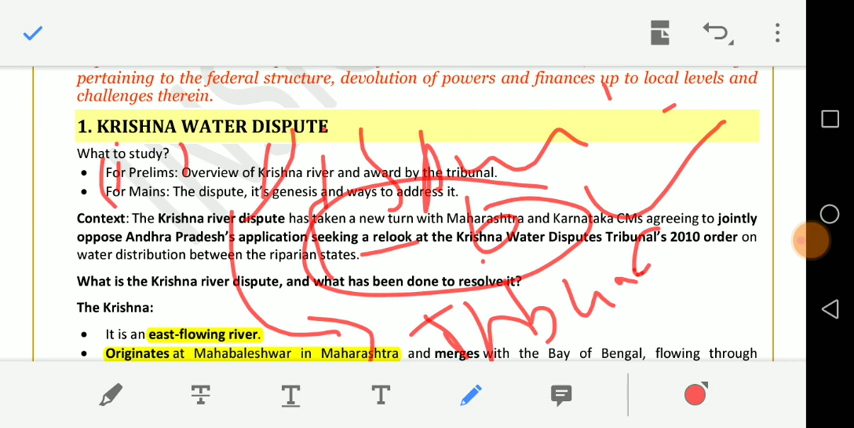 pertaining to the federal structure, devolution of powers and finances up to local levels and
challenges therein.
1. KRISHNA WATER DISPUTE
What to study?
• For Prelims: Overview of Krishna river and award by the tribunal.
• For Mains: The dispute, it's genesis and ways to address it.
Context: The Krishna river dispute has taken a new turn with Maharashtra and Karnataka CMs agreeing to jointly
oppose Andhra Pradesh's application seeking a relook at the Krishna Water Disputes Tribunal's 2010 order on
water distribution between the riparian states.
What is the Krishna river dispute, and what has been done to resolve it?
The Krishna:
• It is an east-flowing river.
• Originates at Mahabaleshwar in Maharashtra and merges with the Bay of Bengal, flowing through